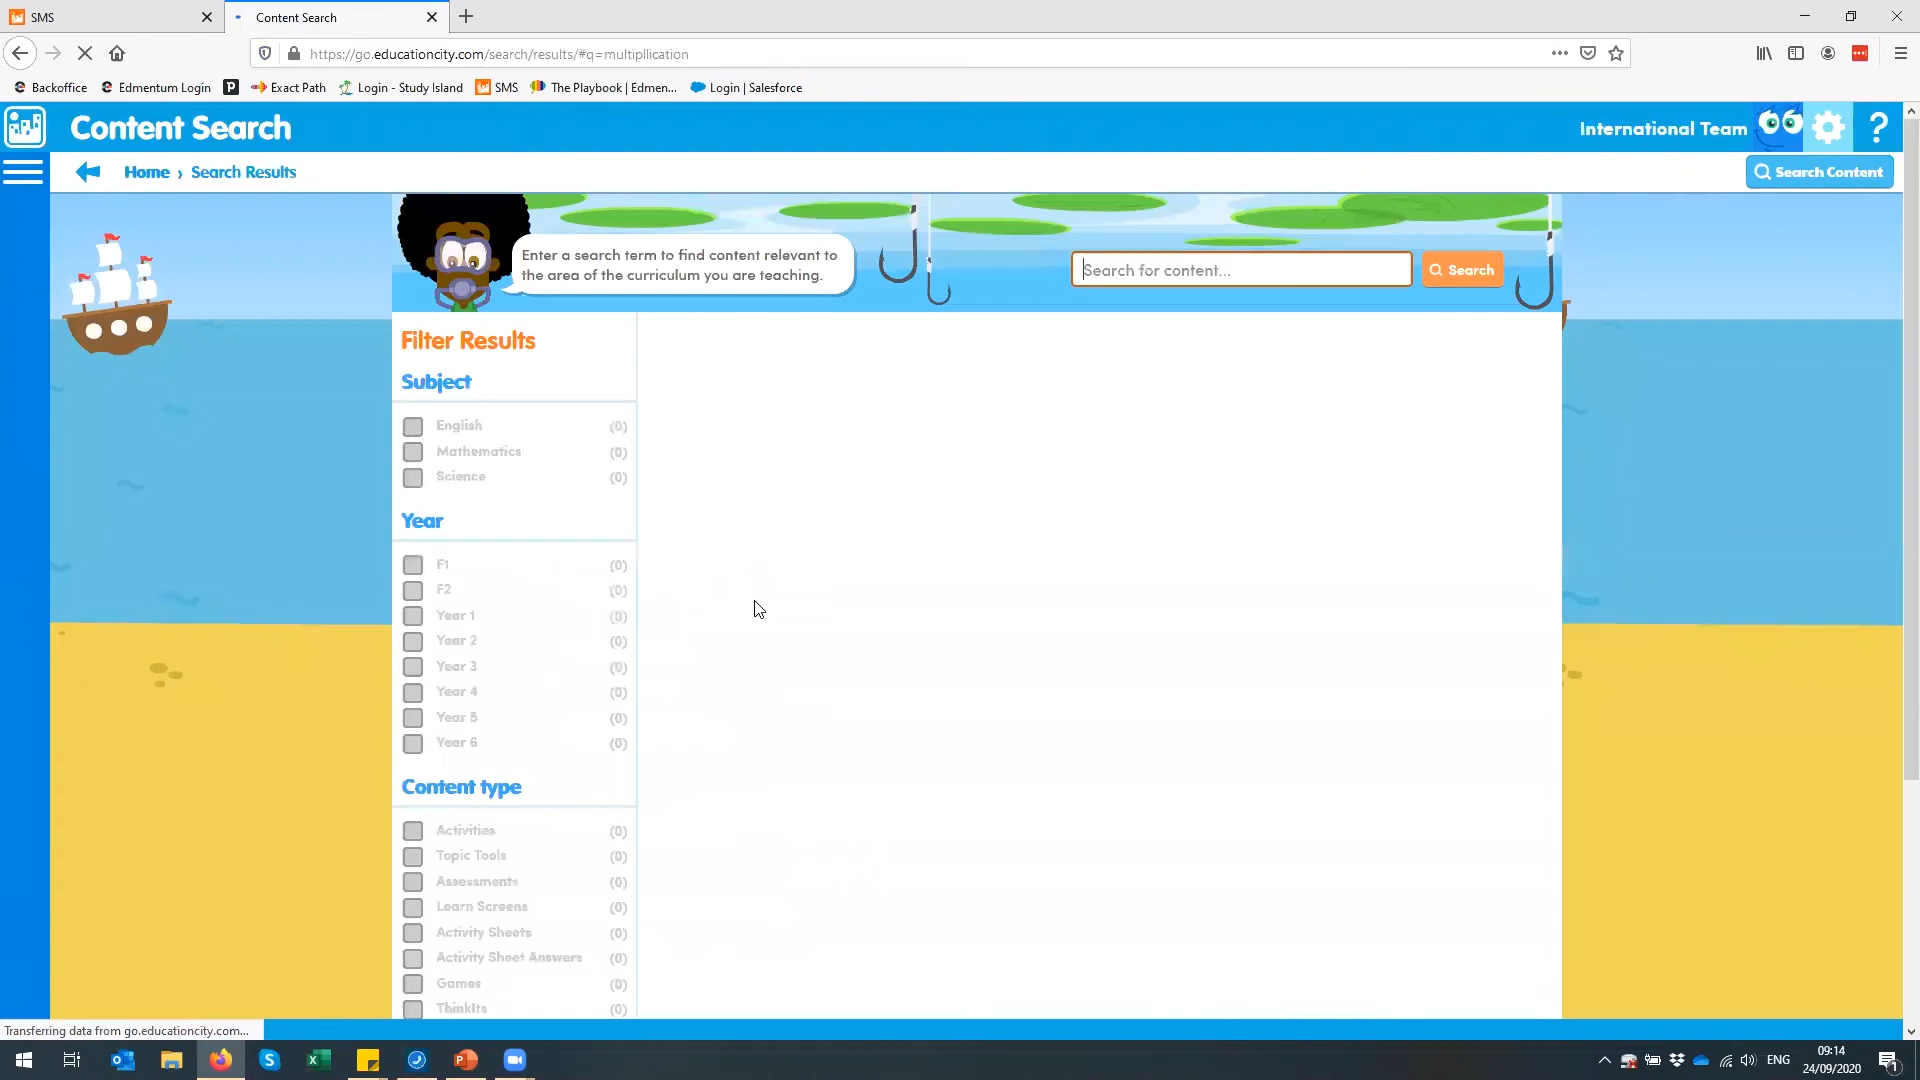 SMS
Content Search
https://go.educationcity.com/search/results/#q=multipllication
Backoffice
Edmentum Login
Exact Path
Login - Study Island
SMS
The Playbook | Edmen...
Login | Salesforce
Content Search
International Team
?
Home › Search Results
Search Content
Enter a search term to find content relevant to
the area of the curriculum you are teaching.
Search for content...
Search
Filter Results
Subject
English (0)
Mathematics (0)
Science (0)
Year
F1 (0)
F2 (0)
Year 1 (0)
Year 2 (0)
Year 3 (0)
Year 4 (0)
Year 5 (0)
Year 6 (0)
Content type
Activities (0)
Topic Tools (0)
Assessments (0)
Learn Screens (0)
Activity Sheets (0)
Activity Sheet Answers (0)
Games (0)
ThinkIts (0)
Transferring data from go.educationcity.com...
ENG
09:14
24/09/2020
1